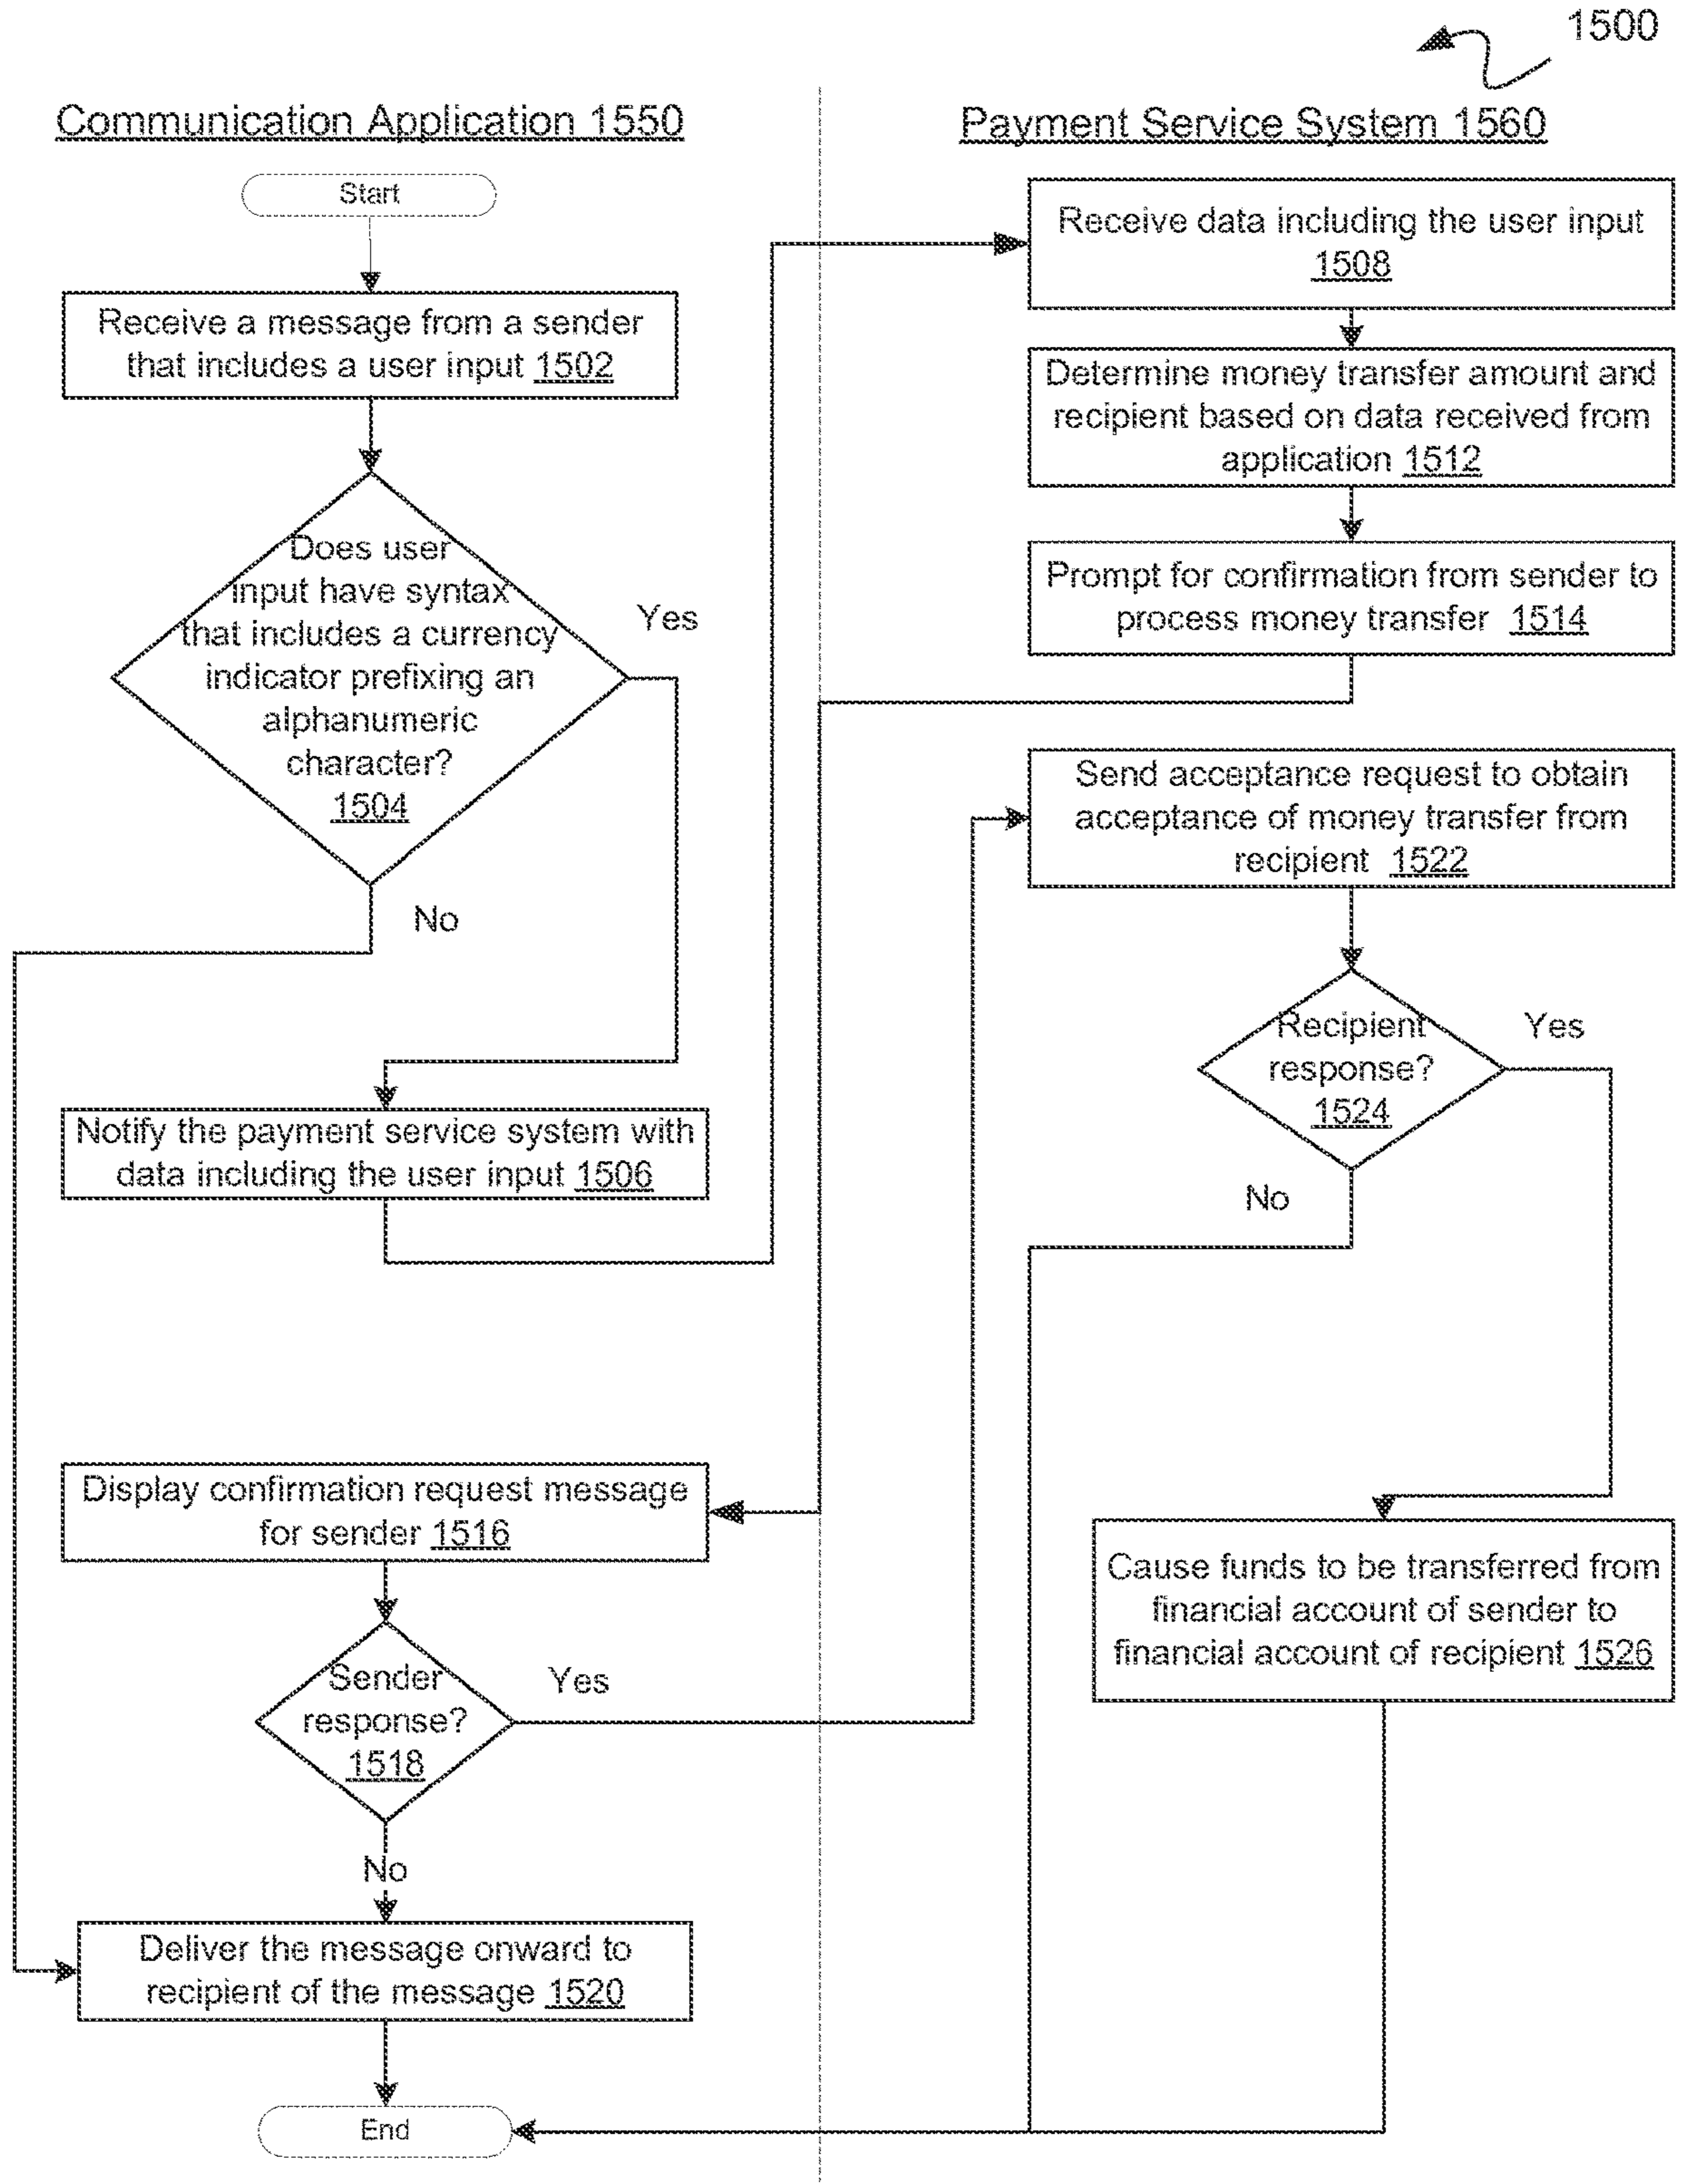 1500
Communication Application 1550
Payment Service System 1560
Start
Receive a message from a sender
that includes a user input 1502
Does user
input have syntax
that includes a currency
indicator prefixing an
alphanumeric
character?
1504
Yes
No
Notify the payment service system with
data including the user input 1506
Receive data including the user input
1508
Determine money transfer amount and
recipient based on data received from
application 1512
Prompt for confirmation from sender to
process money transfer 1514
Display confirmation request message
for sender 1516
Sender
response?
1518
Yes
No
Deliver the message onward to
recipient of the message 1520
Send acceptance request to obtain
acceptance of money transfer from
recipient 1522
Recipient
response?
1524
Yes
No
Cause funds to be transferred from
financial account of sender to
financial account of recipient 1526
End